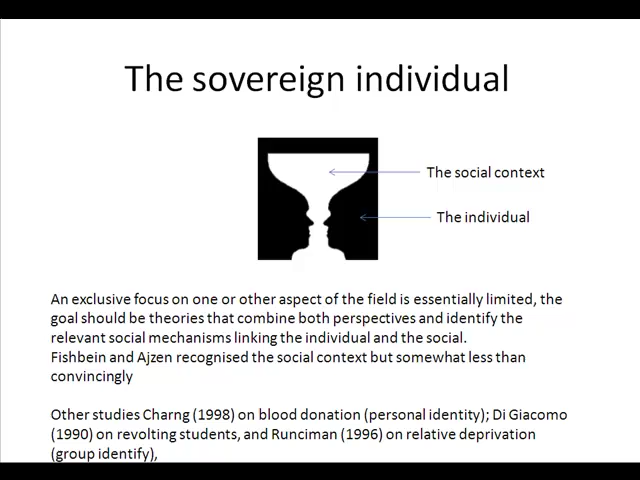 The sovereign individual
The social context
The individual
An exclusive focus on one or other aspect of the field is essentially limited, the
goal should be theories that combine both perspectives and identify the
relevant social mechanisms linking the individual and the social.
Fishbein and Ajzen recognised the social context but somewhat less than
convincingly
Other studies Charng (1998) on blood donation (personal identity); Di Giacomo
(1990) on revolting students, and Runciman (1996) on relative deprivation
(group identify),